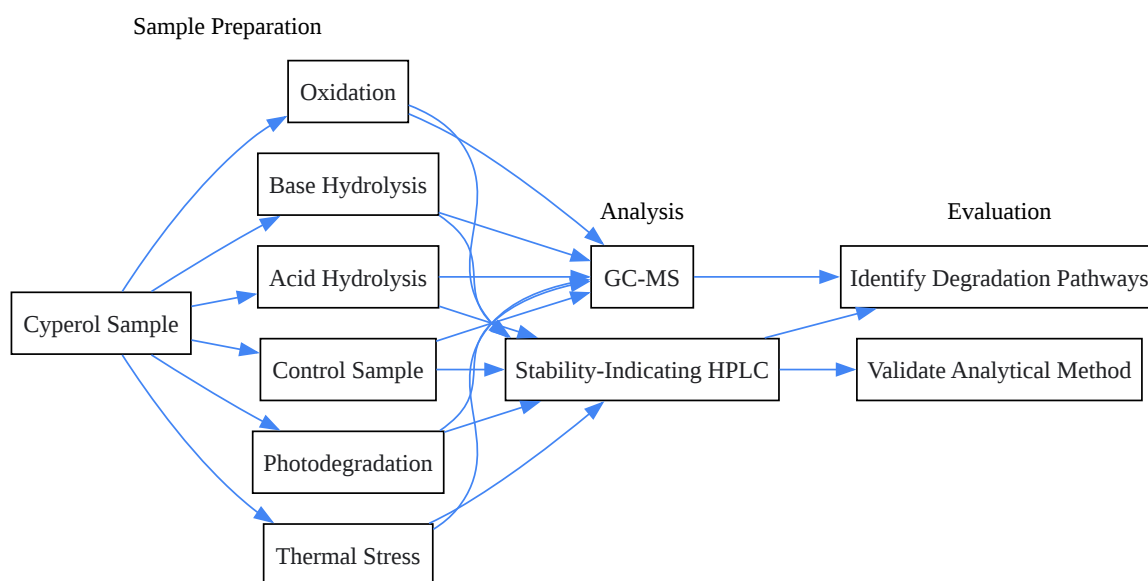 Sample Preparation
Oxidation
Base Hydrolysis
Analysis
Evaluation
Acid Hydrolysis
GC-MS
Identify Degradation Pathways
Cyperol Sample
Control Sample
Stability-Indicating HPLC
Validate Analytical Method
Photodegradation
Thermal Stress